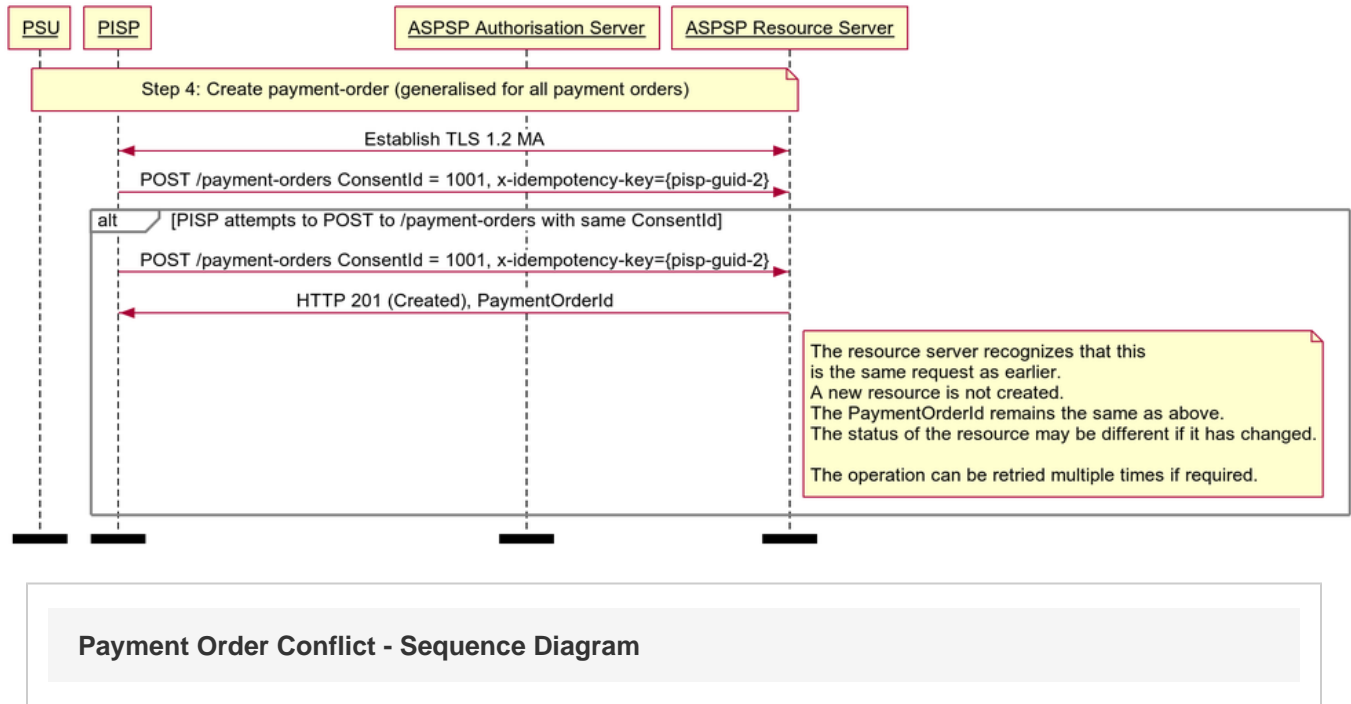 PSU
PISP
ASPSP Authorisation Server
ASPSP Resource Server
Step 4: Create payment-order (generalised for all payment orders)
Establish TLS 1.2 MA
POST /payment-orders ConsentId = 1001, x-idempotency-key={pisp-guid-2}
alt
[PISP attempts to POST to /payment-orders with same ConsentId]
POST /payment-orders ConsentId = 1001, x-idempotency-key={pisp-guid-2}
HTTP 201 (Created), PaymentOrderId
The resource server recognizes that this
is the same request as earlier.
A new resource is not created.
The PaymentOrderId remains the same as above.
The status of the resource may be different if it has changed.
The operation can be retried multiple times if required.
Payment Order Conflict - Sequence Diagram